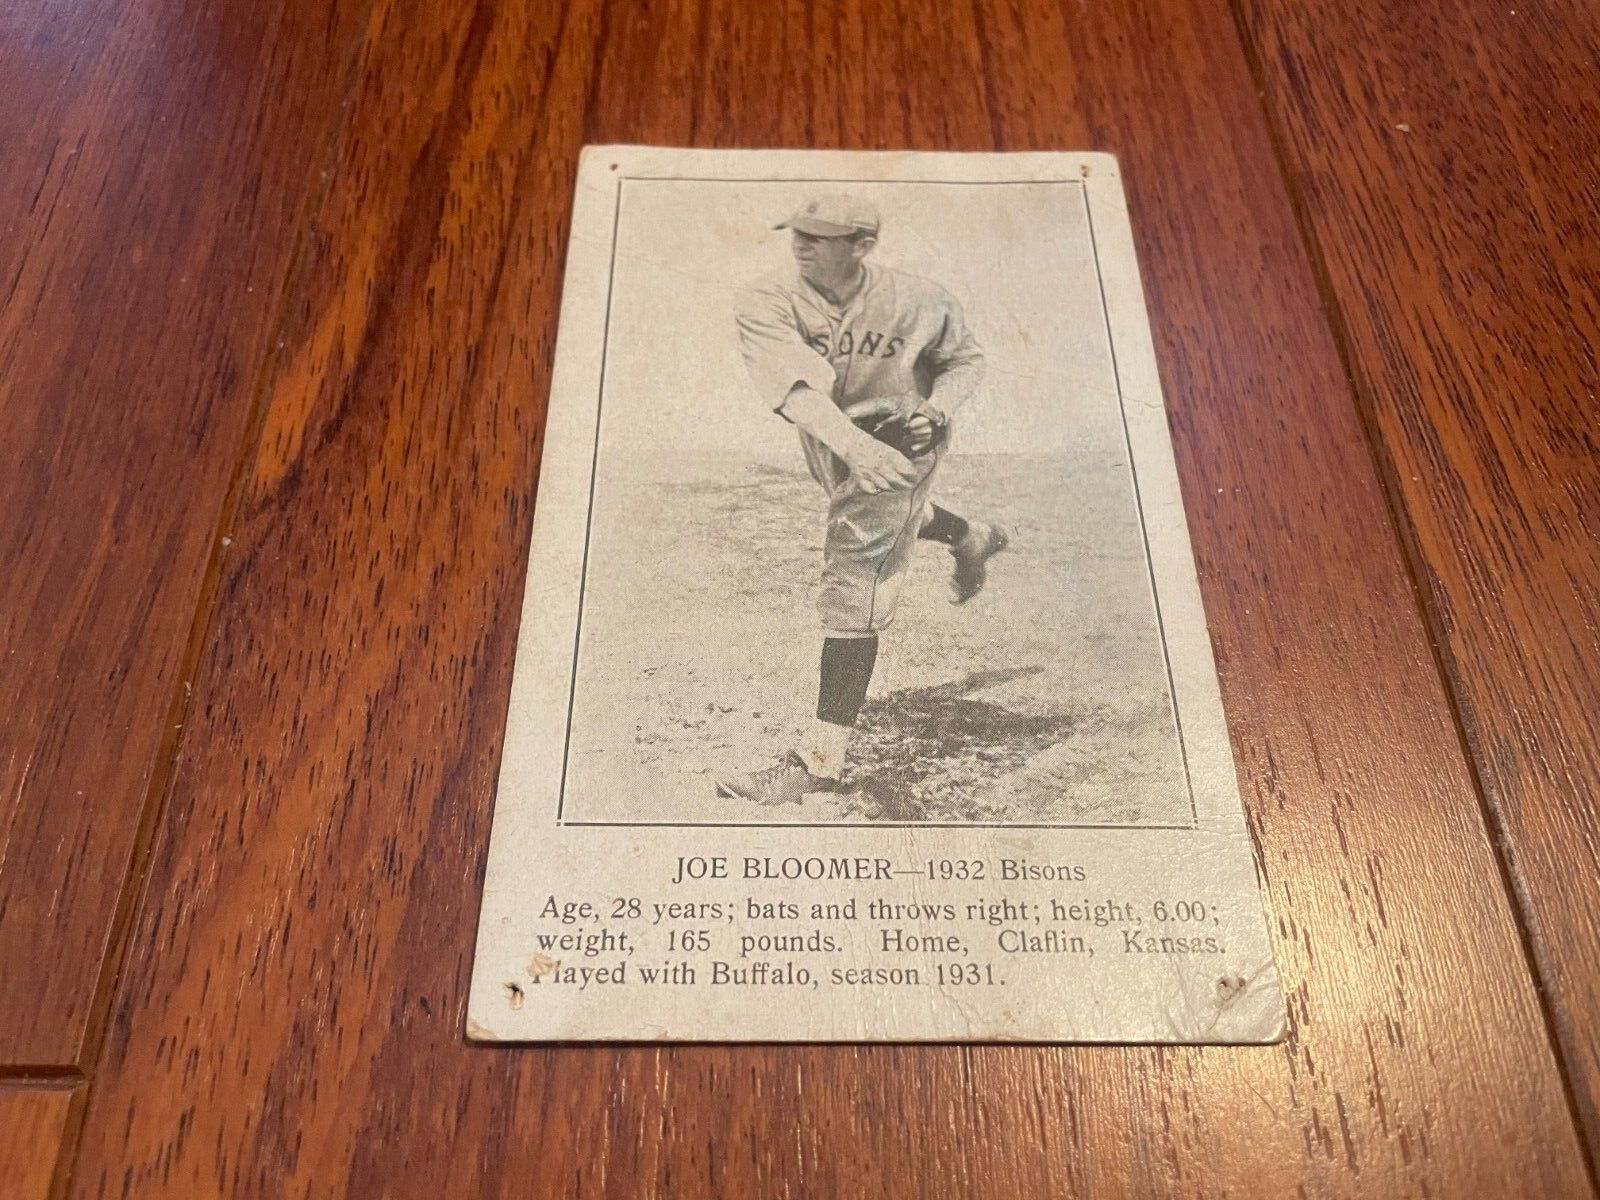 B
SONS
JOE BLOOMER—1932 Bisons
Age, 28 years; bats and throws right; height, 6.00;
weight, 165 pounds. Home, Claflin, Kansas.
Played with Buffalo, season 1931.